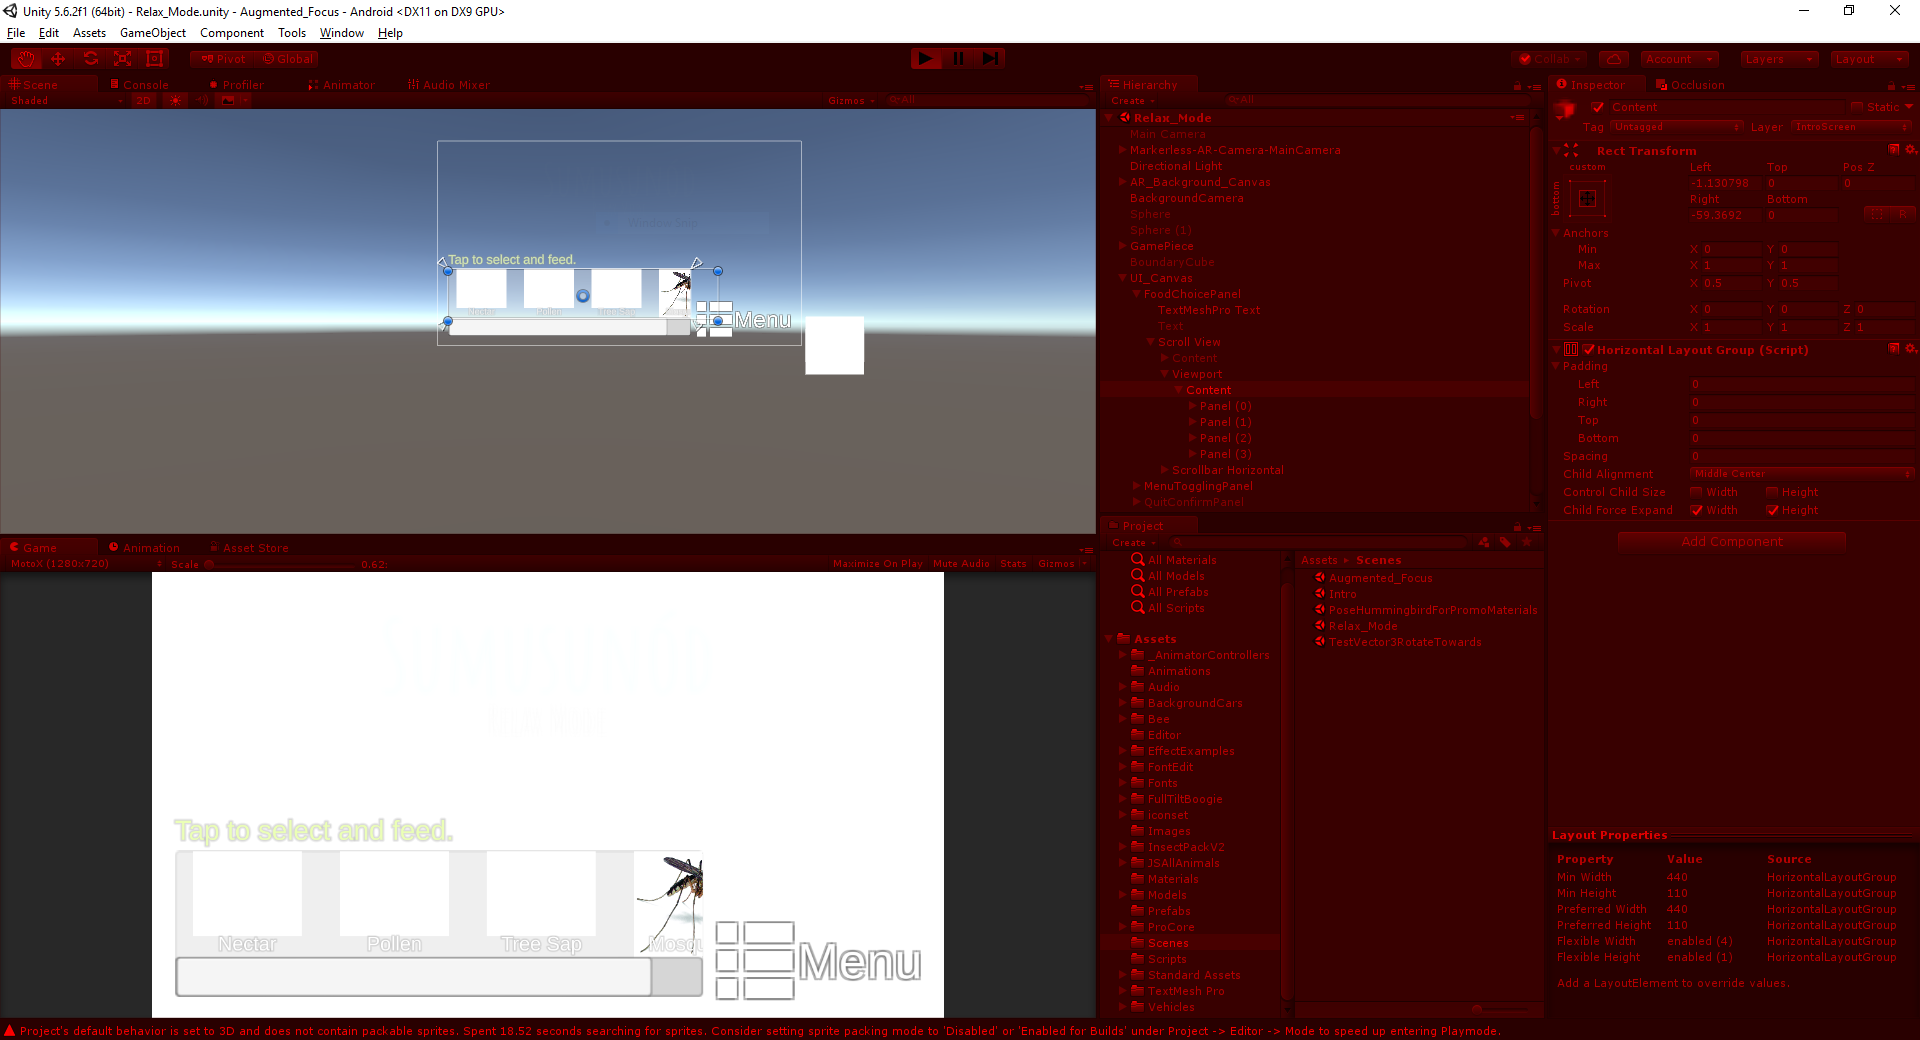 Unity 5.6.2f1 (64bit) - Relax_Mode.unity - Augmented_Focus - Android <DX11 on DX9 GPU>
File Edit Assets GameObject Component Tools Window Help
Pivot Global Collab Account Layers Layout
Scene Console Profiler Animator Audio Mixer
Shaded 2D Gizmos All
Tap to select and feed.
Nectar Pollen Tree Sap
Menu
Game Animation Asset Store
MotoX (1280x720) Scale 0.62: Maximize On Play Mute Audio Stats Gizmos
Tap to select and feed.
Nectar Pollen Tree Sap Mosqu
Menu
Hierarchy
Create All
Relax_Mode
Main Camera
Markerless-AR-Camera-MainCamera
Directional Light
AR_Background_Canvas
BackgroundCamera
Sphere
Sphere (1)
GamePiece
BoundaryCube
UI_Canvas
FoodChoicePanel
TextMeshPro Text
Text
Scroll View
Content
Viewport
Content
Panel (0)
Panel (1)
Panel (2)
Panel (3)
Scrollbar Horizontal
MenuTogglingPanel
QuitConfirmPanel
Project
Create
All Materials
All Models
All Prefabs
All Scripts
Assets
_AnimatorControllers
Animations
Audio
BackgroundCars
Bee
Editor
EffectExamples
FontEdit
Fonts
FullTiltBoogie
iconset
Images
InsectPackV2
JSAllAnimals
Materials
Models
Prefabs
ProCore
Scenes
Scripts
Standard Assets
TextMesh Pro
Vehicles
Assets Scenes
Augmented_Focus
Intro
PoseHummingbirdForPromoMaterials
Relax_Mode
TestVector3RotateTowards
Inspector Occlusion
Content Static
Tag Untagged Layer IntroScreen
Rect Transform
custom Left Top Pos Z
bottom -1.130798 0 0
Right Bottom
-59.3692 0 R
Anchors
Min X 0 Y 0
Max X 1 Y 1
Pivot X 0.5 Y 0.5
Rotation X 0 Y 0 Z 0
Scale X 1 Y 1 Z 1
Horizontal Layout Group (Script)
Padding
Left 0
Right 0
Top 0
Bottom 0
Spacing 0
Child Alignment Middle Center
Control Child Size Width Height
Child Force Expand Width Height
Add Component
Layout Properties
Property Value Source
Min Width 440 HorizontalLayoutGroup
Min Height 110 HorizontalLayoutGroup
Preferred Width 440 HorizontalLayoutGroup
Preferred Height 110 HorizontalLayoutGroup
Flexible Width enabled (4) HorizontalLayoutGroup
Flexible Height enabled (1) HorizontalLayoutGroup
Add a LayoutElement to override values.
Project's default behavior is set to 3D and does not contain packable sprites. Spent 18.52 seconds searching for sprites. Consider setting sprite packing mode to 'Disabled' or 'Enabled for Builds' under Project -> Editor -> Mode to speed up entering Playmode.